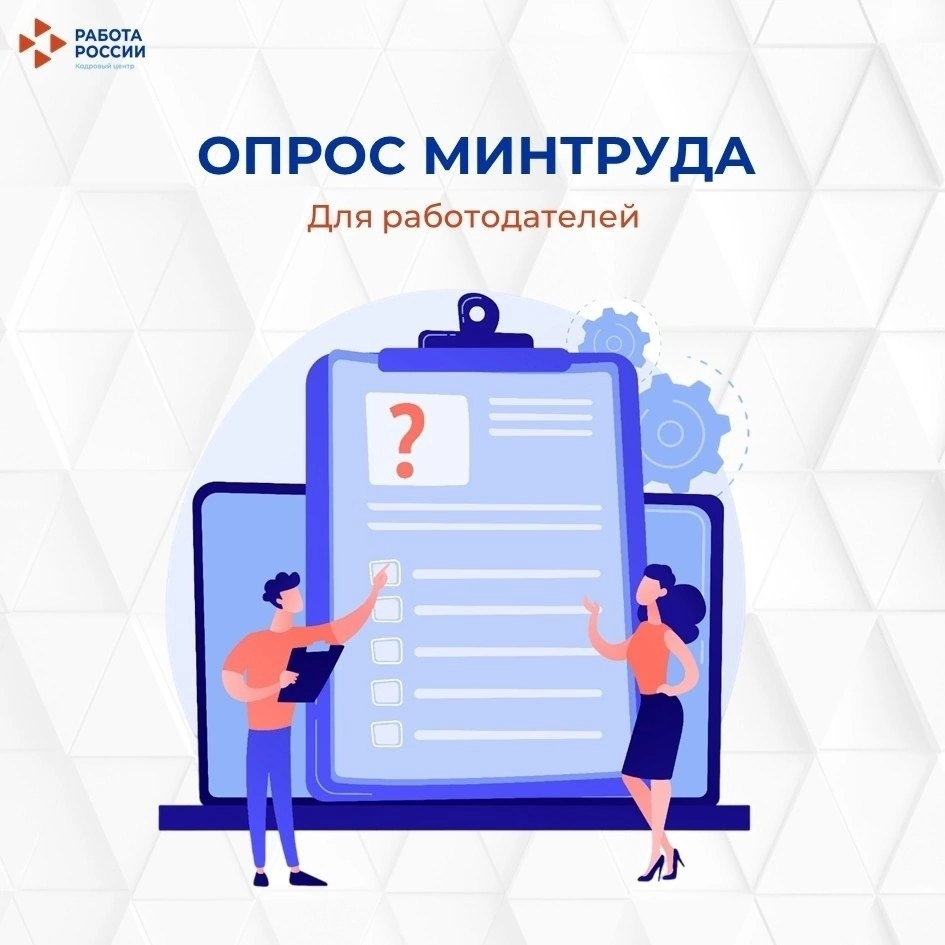 РАБОТА
РОССИИ
Кадровый центр
ОПРОС МИНТРУДА
Для работодателей
?